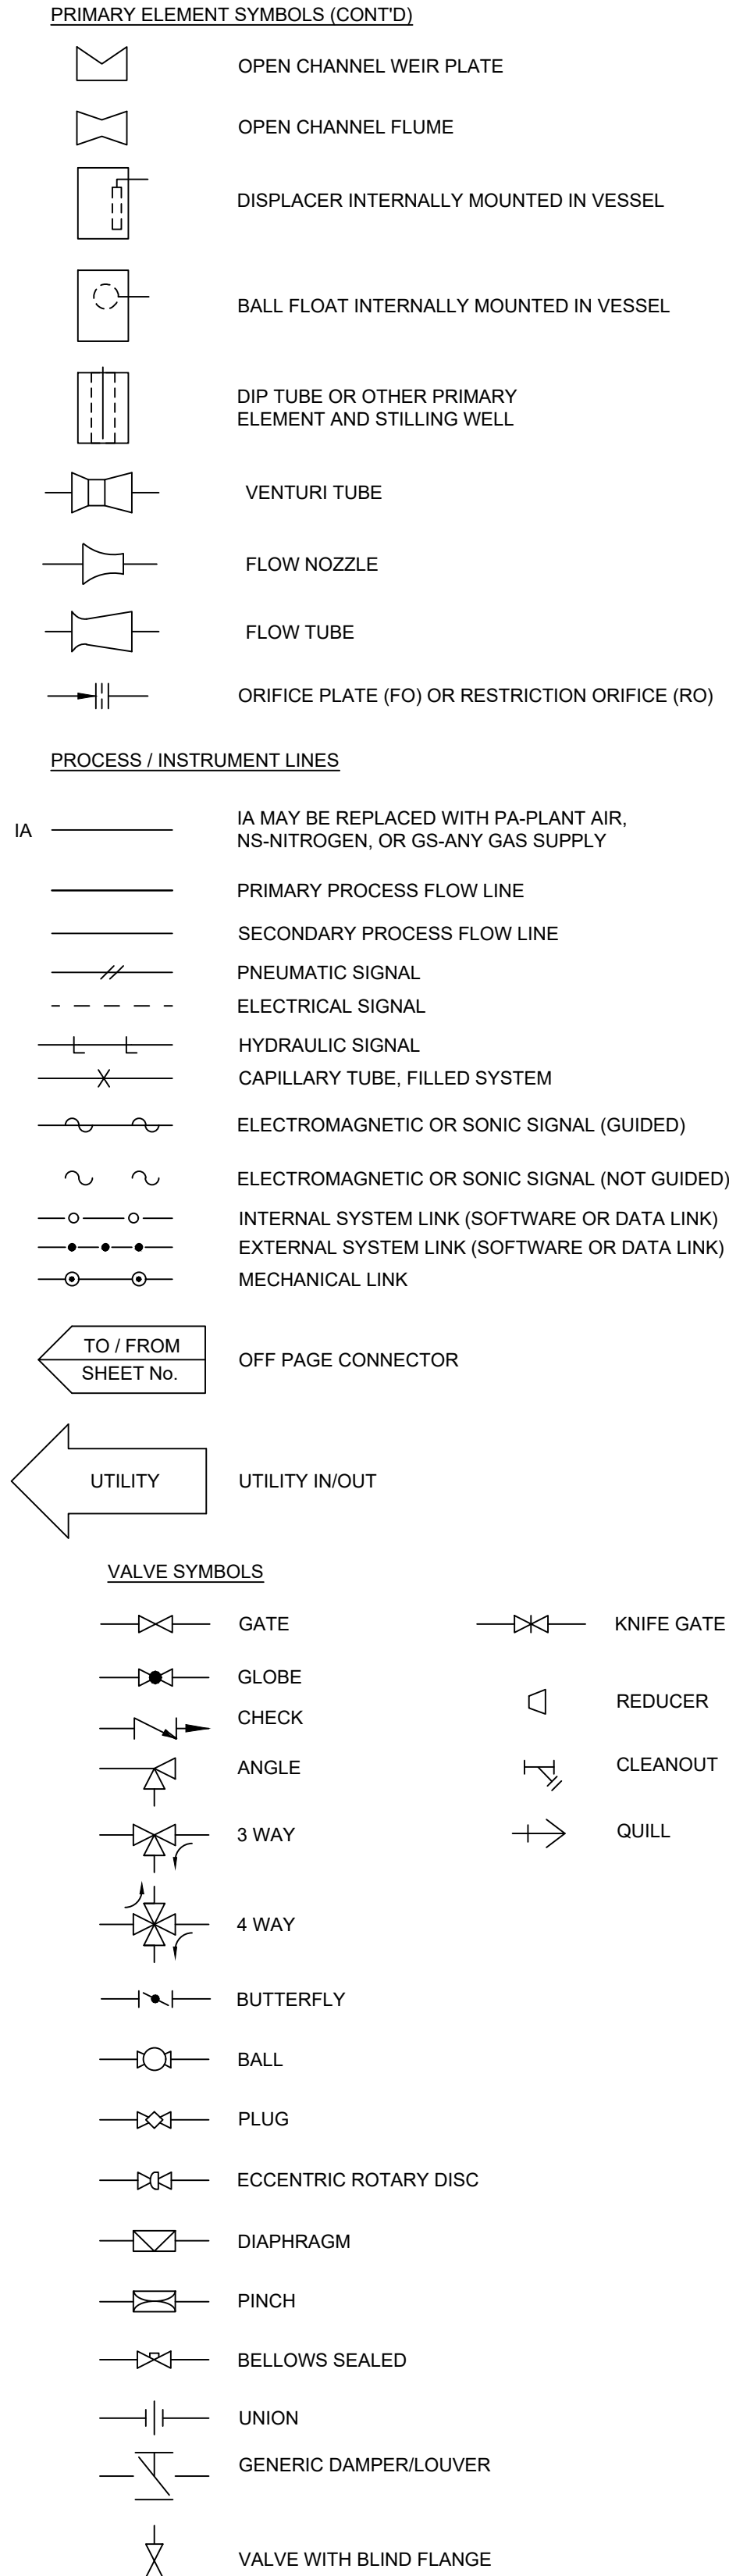 PRIMARY ELEMENT SYMBOLS (CONT'D)
OPEN CHANNEL WEIR PLATE
OPEN CHANNEL FLUME
DISPLACER INTERNALLY MOUNTED IN VESSEL
BALL FLOAT INTERNALLY MOUNTED IN VESSEL
DIP TUBE OR OTHER PRIMARY
ELEMENT AND STILLING WELL
VENTURI TUBE
FLOW NOZZLE
FLOW TUBE
ORIFICE PLATE (FO) OR RESTRICTION ORIFICE (RO)
PROCESS / INSTRUMENT LINES
IA
IA MAY BE REPLACED WITH PA-PLANT AIR,
NS-NITROGEN, OR GS-ANY GAS SUPPLY
PRIMARY PROCESS FLOW LINE
SECONDARY PROCESS FLOW LINE
PNEUMATIC SIGNAL
ELECTRICAL SIGNAL
HYDRAULIC SIGNAL
CAPILLARY TUBE, FILLED SYSTEM
ELECTROMAGNETIC OR SONIC SIGNAL (GUIDED)
ELECTROMAGNETIC OR SONIC SIGNAL (NOT GUIDED)
INTERNAL SYSTEM LINK (SOFTWARE OR DATA LINK)
EXTERNAL SYSTEM LINK (SOFTWARE OR DATA LINK)
MECHANICAL LINK
TO / FROM
SHEET No.
OFF PAGE CONNECTOR
UTILITY
UTILITY IN/OUT
VALVE SYMBOLS
GATE
GLOBE
CHECK
ANGLE
3 WAY
4 WAY
BUTTERFLY
BALL
PLUG
ECCENTRIC ROTARY DISC
DIAPHRAGM
PINCH
BELLOWS SEALED
UNION
GENERIC DAMPER/LOUVER
VALVE WITH BLIND FLANGE
KNIFE GATE
REDUCER
CLEANOUT
QUILL